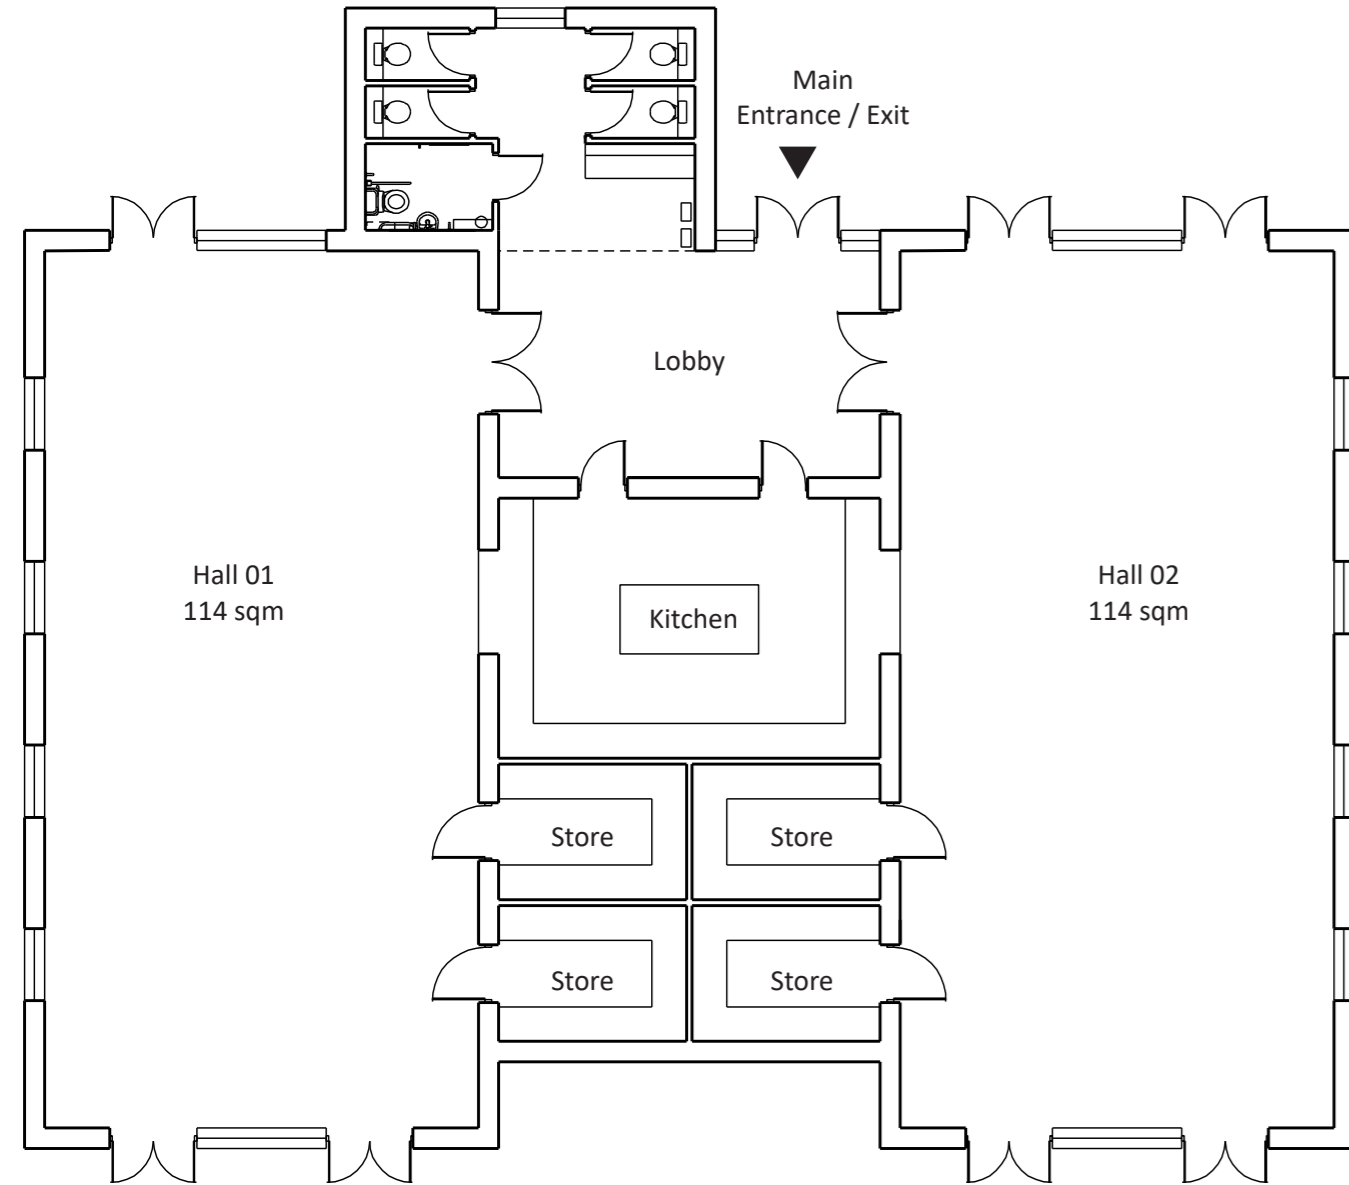 Main
Entrance / Exit
Lobby
Hall 01
114 sqm
Hall 02
114 sqm
Kitchen
Store
Store
Store
Store